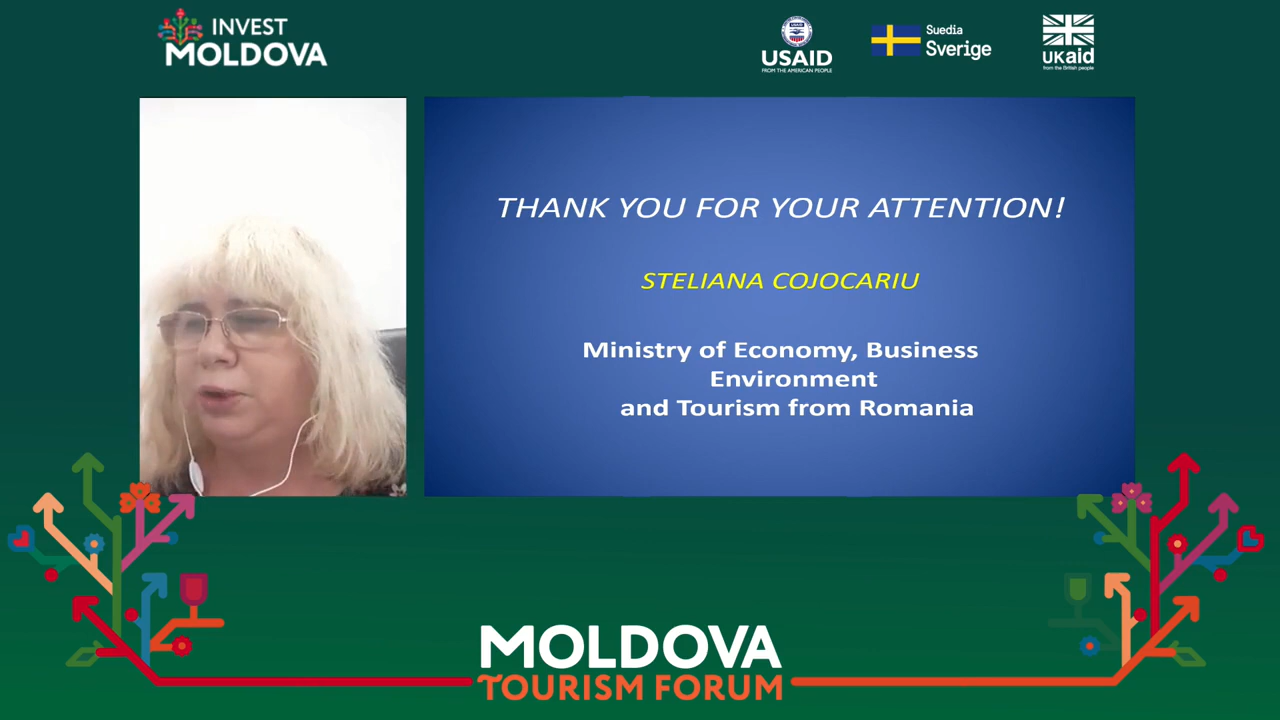 INVEST
MOLDOVA
USAID
FROM THE AMERICAN PEOPLE
Suedia
Sverige
UKaid
from the British people
THANK YOU FOR YOUR ATTENTION!
STELIANA COJOCARIU
Ministry of Economy, Business
Environment
and Tourism from Romania
MOLDOVA
TOURISM FORUM